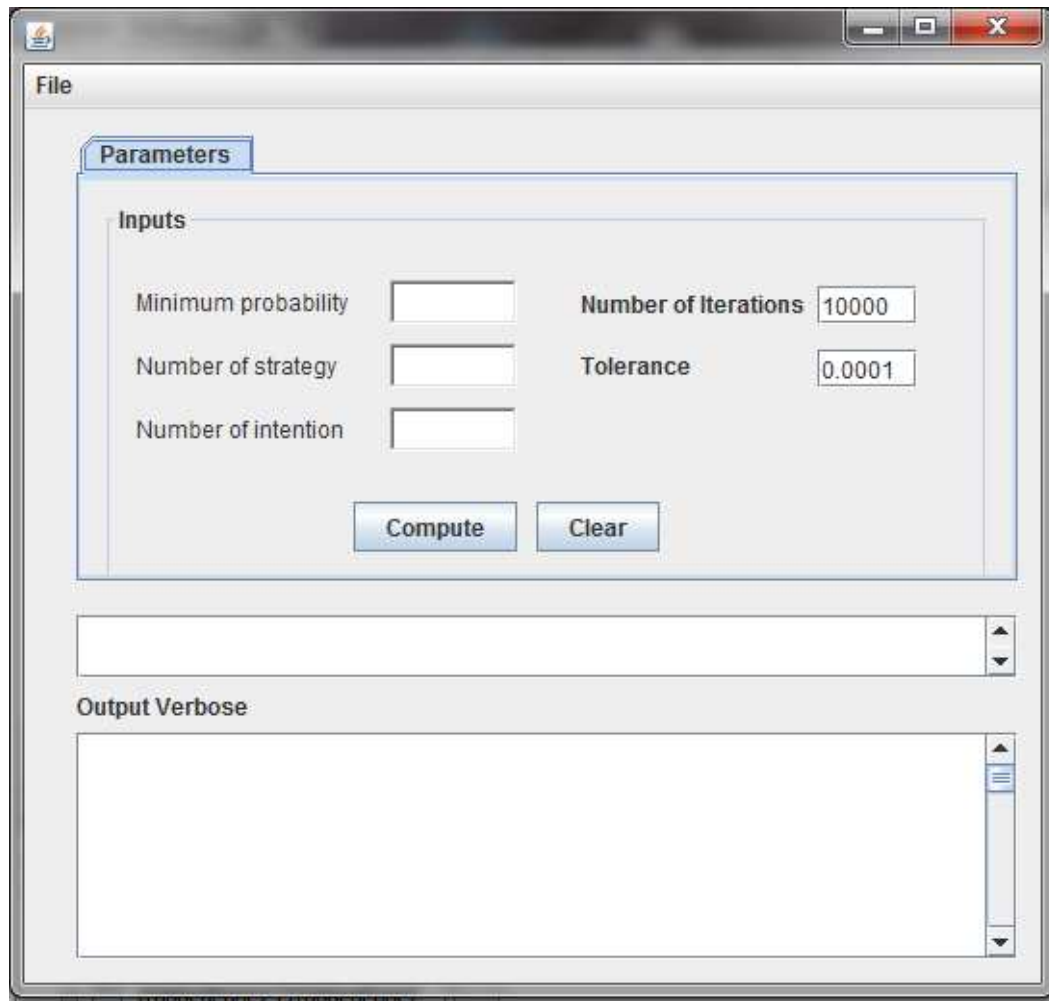 File
Parameters
Inputs
Minimum probability
Number of Iterations 10000
Number of strategy
Tolerance 0.0001
Number of intention
Compute Clear
Output Verbose